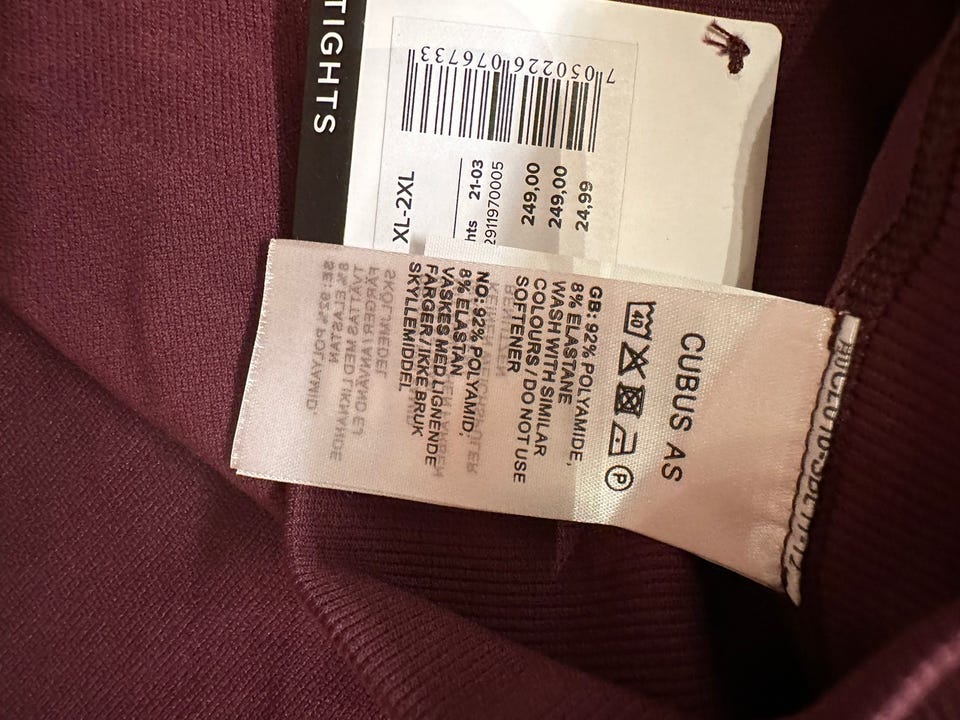 TIGHTS
7050226076733
XL-2XL
hts 21-03
2911970005
249,00
249,00
24,99
CUBUS AS
40 P
GB: 92% POLYAMIDE,
8% ELASTANE
WASH WITH SIMILAR
COLOURS / DO NOT USE
SOFTENER
NO: 92% POLYAMID,
8% ELASTAN
VASKES MED LIGNENDE
FARGER / IKKE BRUK
SKYLLEMIDDEL